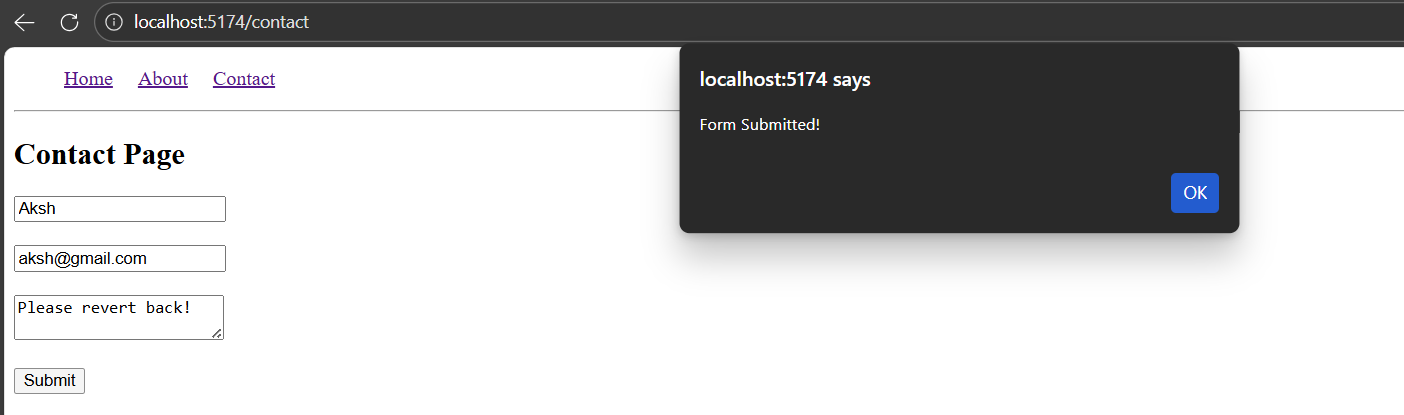 localhost:5174/contact
Home About Contact
localhost:5174 says
Form Submitted!
OK
Contact Page
Aksh
aksh@gmail.com
Please revert back!
Submit